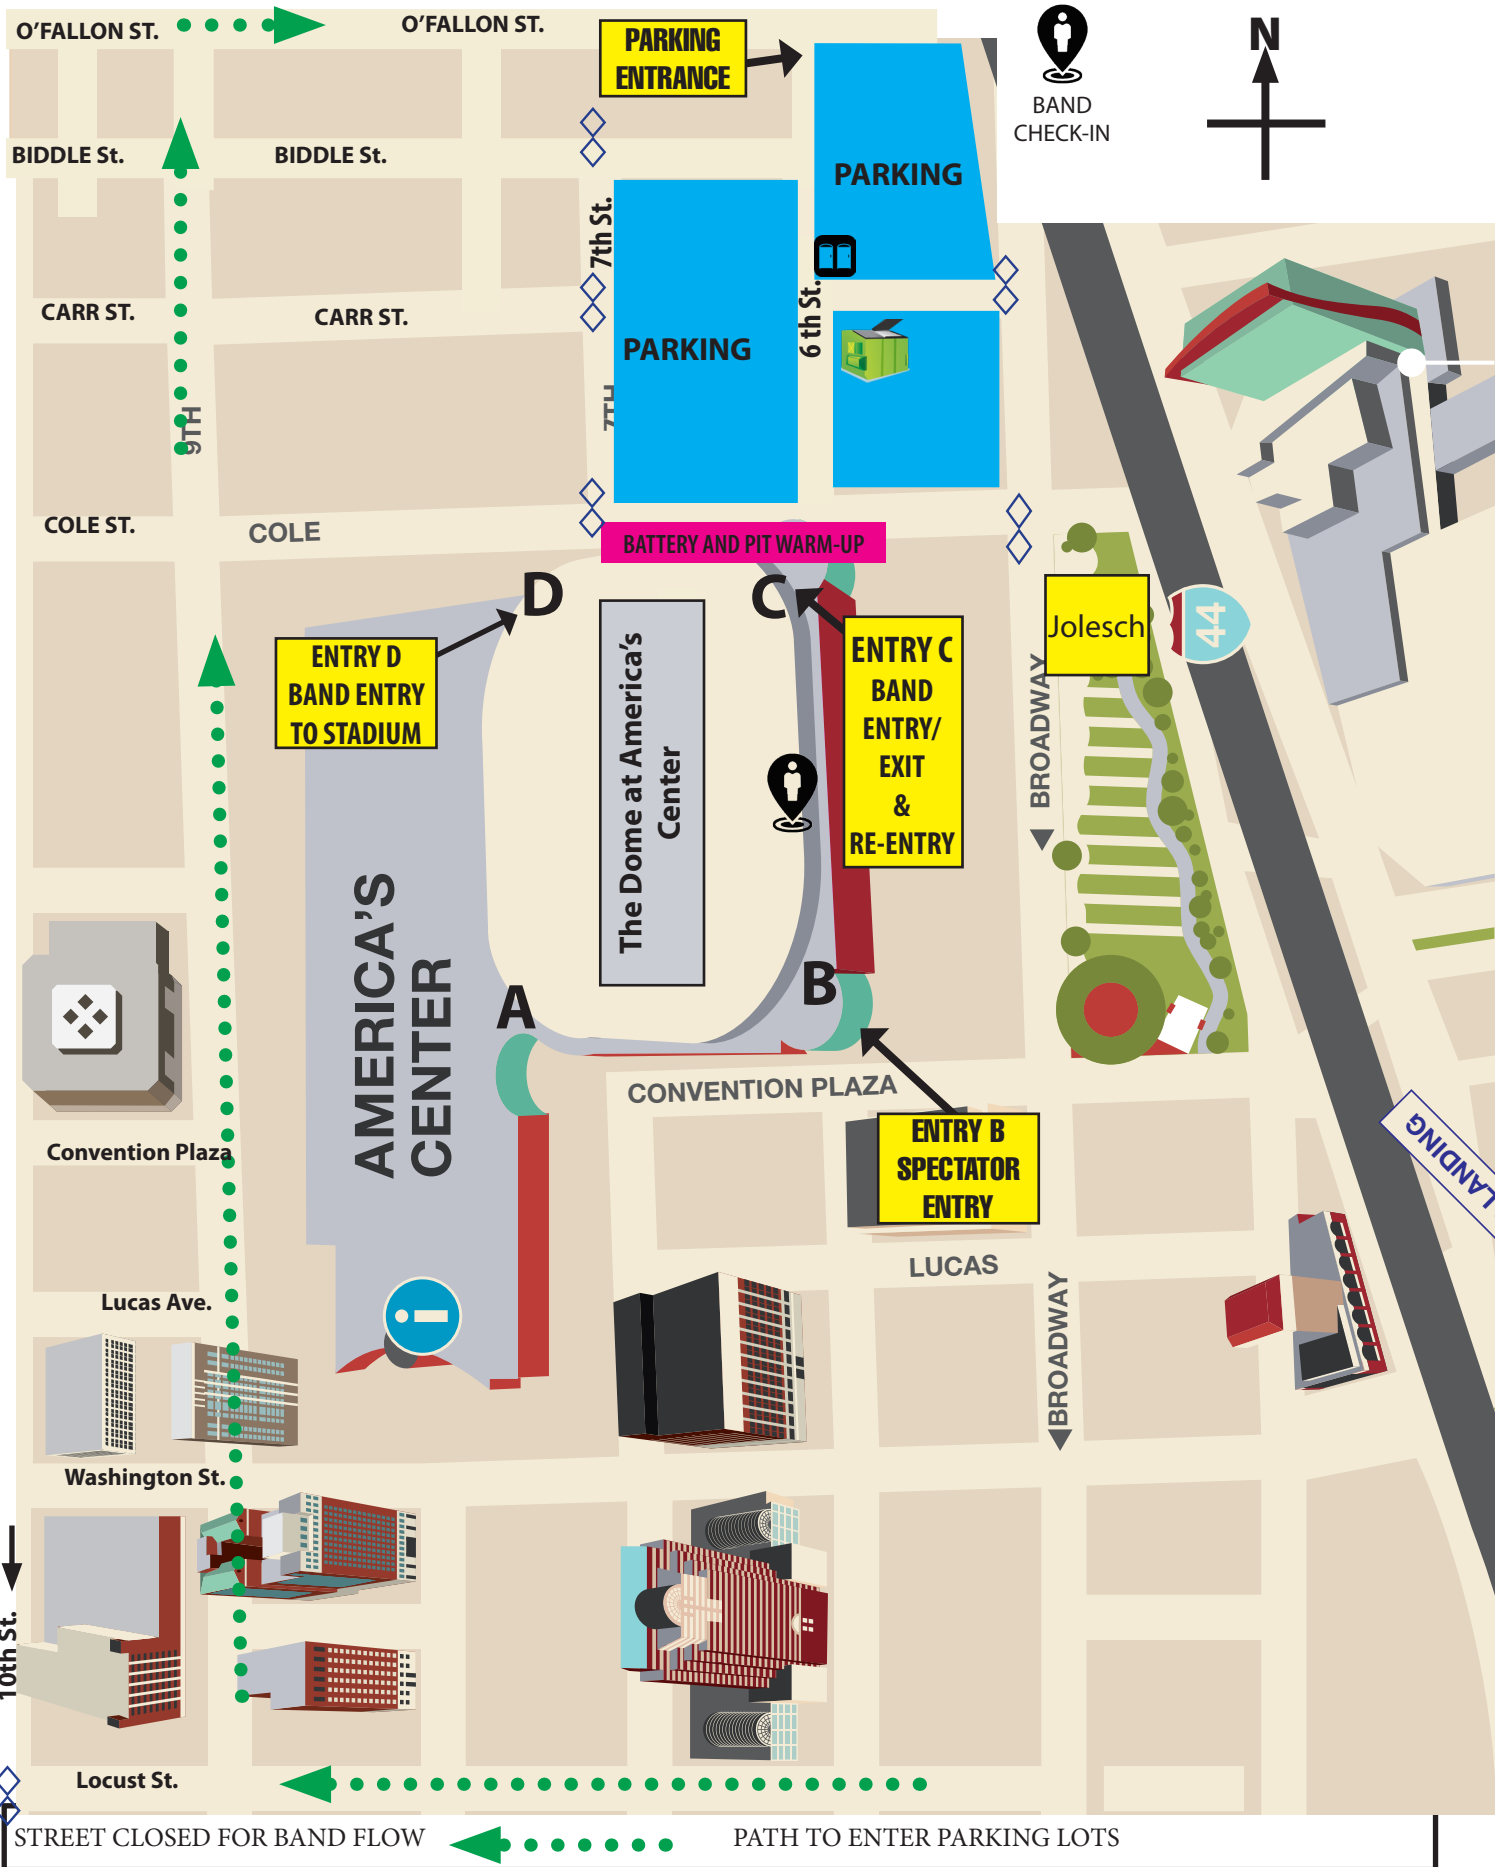 O'FALLON ST.
O'FALLON ST.
PARKING
ENTRANCE
BAND
CHECK-IN
N
BIDDLE St.
BIDDLE St.
PARKING
7th St.
CARR ST.
CARR ST.
6 th St.
PARKING
9TH
7TH
COLE ST.
COLE
BATTERY AND PIT WARM-UP
D
C
Jolesch
44
ENTRY D
BAND ENTRY
TO STADIUM
The Dome at America's
Center
ENTRY C
BAND
ENTRY/
EXIT
&
RE-ENTRY
BROADWAY
AMERICA'S
CENTER
A
B
CONVENTION PLAZA
ENTRY B
SPECTATOR
ENTRY
LANDING
Convention Plaza
LUCAS
Lucas Ave.
i
BROADWAY
Washington St.
10th St.
Locust St.
STREET CLOSED FOR BAND FLOW
PATH TO ENTER PARKING LOTS